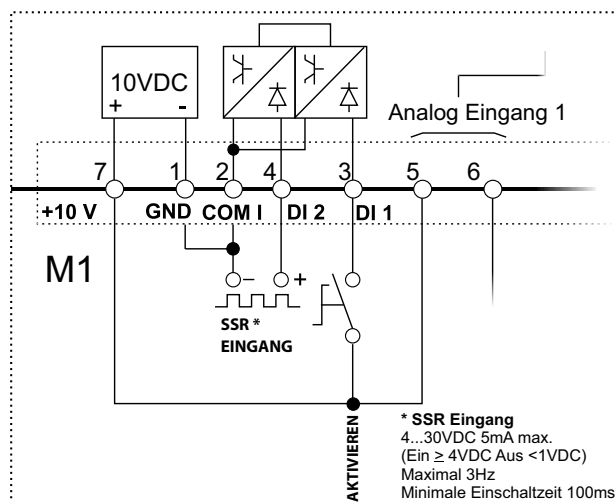 10VDC
+ -
Analog Eingang 1
7 1 2 4 3 5 6
+10 V GND COM I DI 2 DI 1
M1
− +
SSR *
EINGANG
AKTIVIEREN
* SSR Eingang
4...30VDC 5mA max.
(Ein ≥ 4VDC Aus <1VDC)
Maximal 3Hz
Minimale Einschaltzeit 100ms